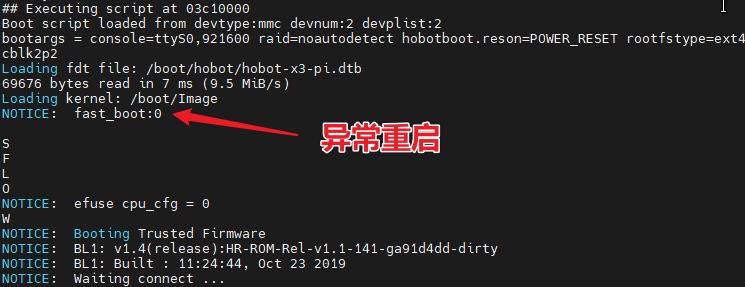 ## Executing script at 03c10000
Boot script loaded from devtype:mmc devnum:2 devplist:2
bootargs = console=ttyS0,921600 raid=noautodetect hobotboot.reson=POWER_RESET rootfstype=ext4
cblk2p2
Loading fdt file: /boot/hobot/hobot-x3-pi.dtb
69676 bytes read in 7 ms (9.5 MiB/s)
Loading kernel: /boot/Image
NOTICE:  fast_boot:0
异常重启
S
F
L
O
NOTICE:  efuse cpu_cfg = 0
W
NOTICE:  Booting Trusted Firmware
NOTICE:  BL1: v1.4(release):HR-ROM-Rel-v1.1-141-ga91d4dd-dirty
NOTICE:  BL1: Built : 11:24:44, Oct 23 2019
NOTICE:  Waiting connect ...